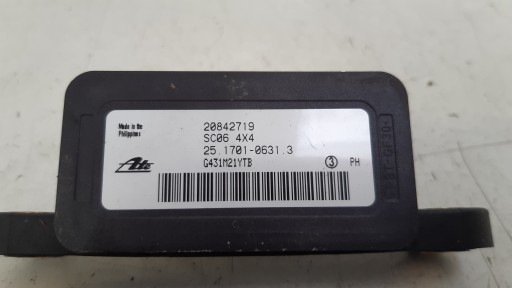 Made in the
Philippines
20842719
SC06 4X4
25.1701-0631.3
G431M21YTB
3 PH
Ate